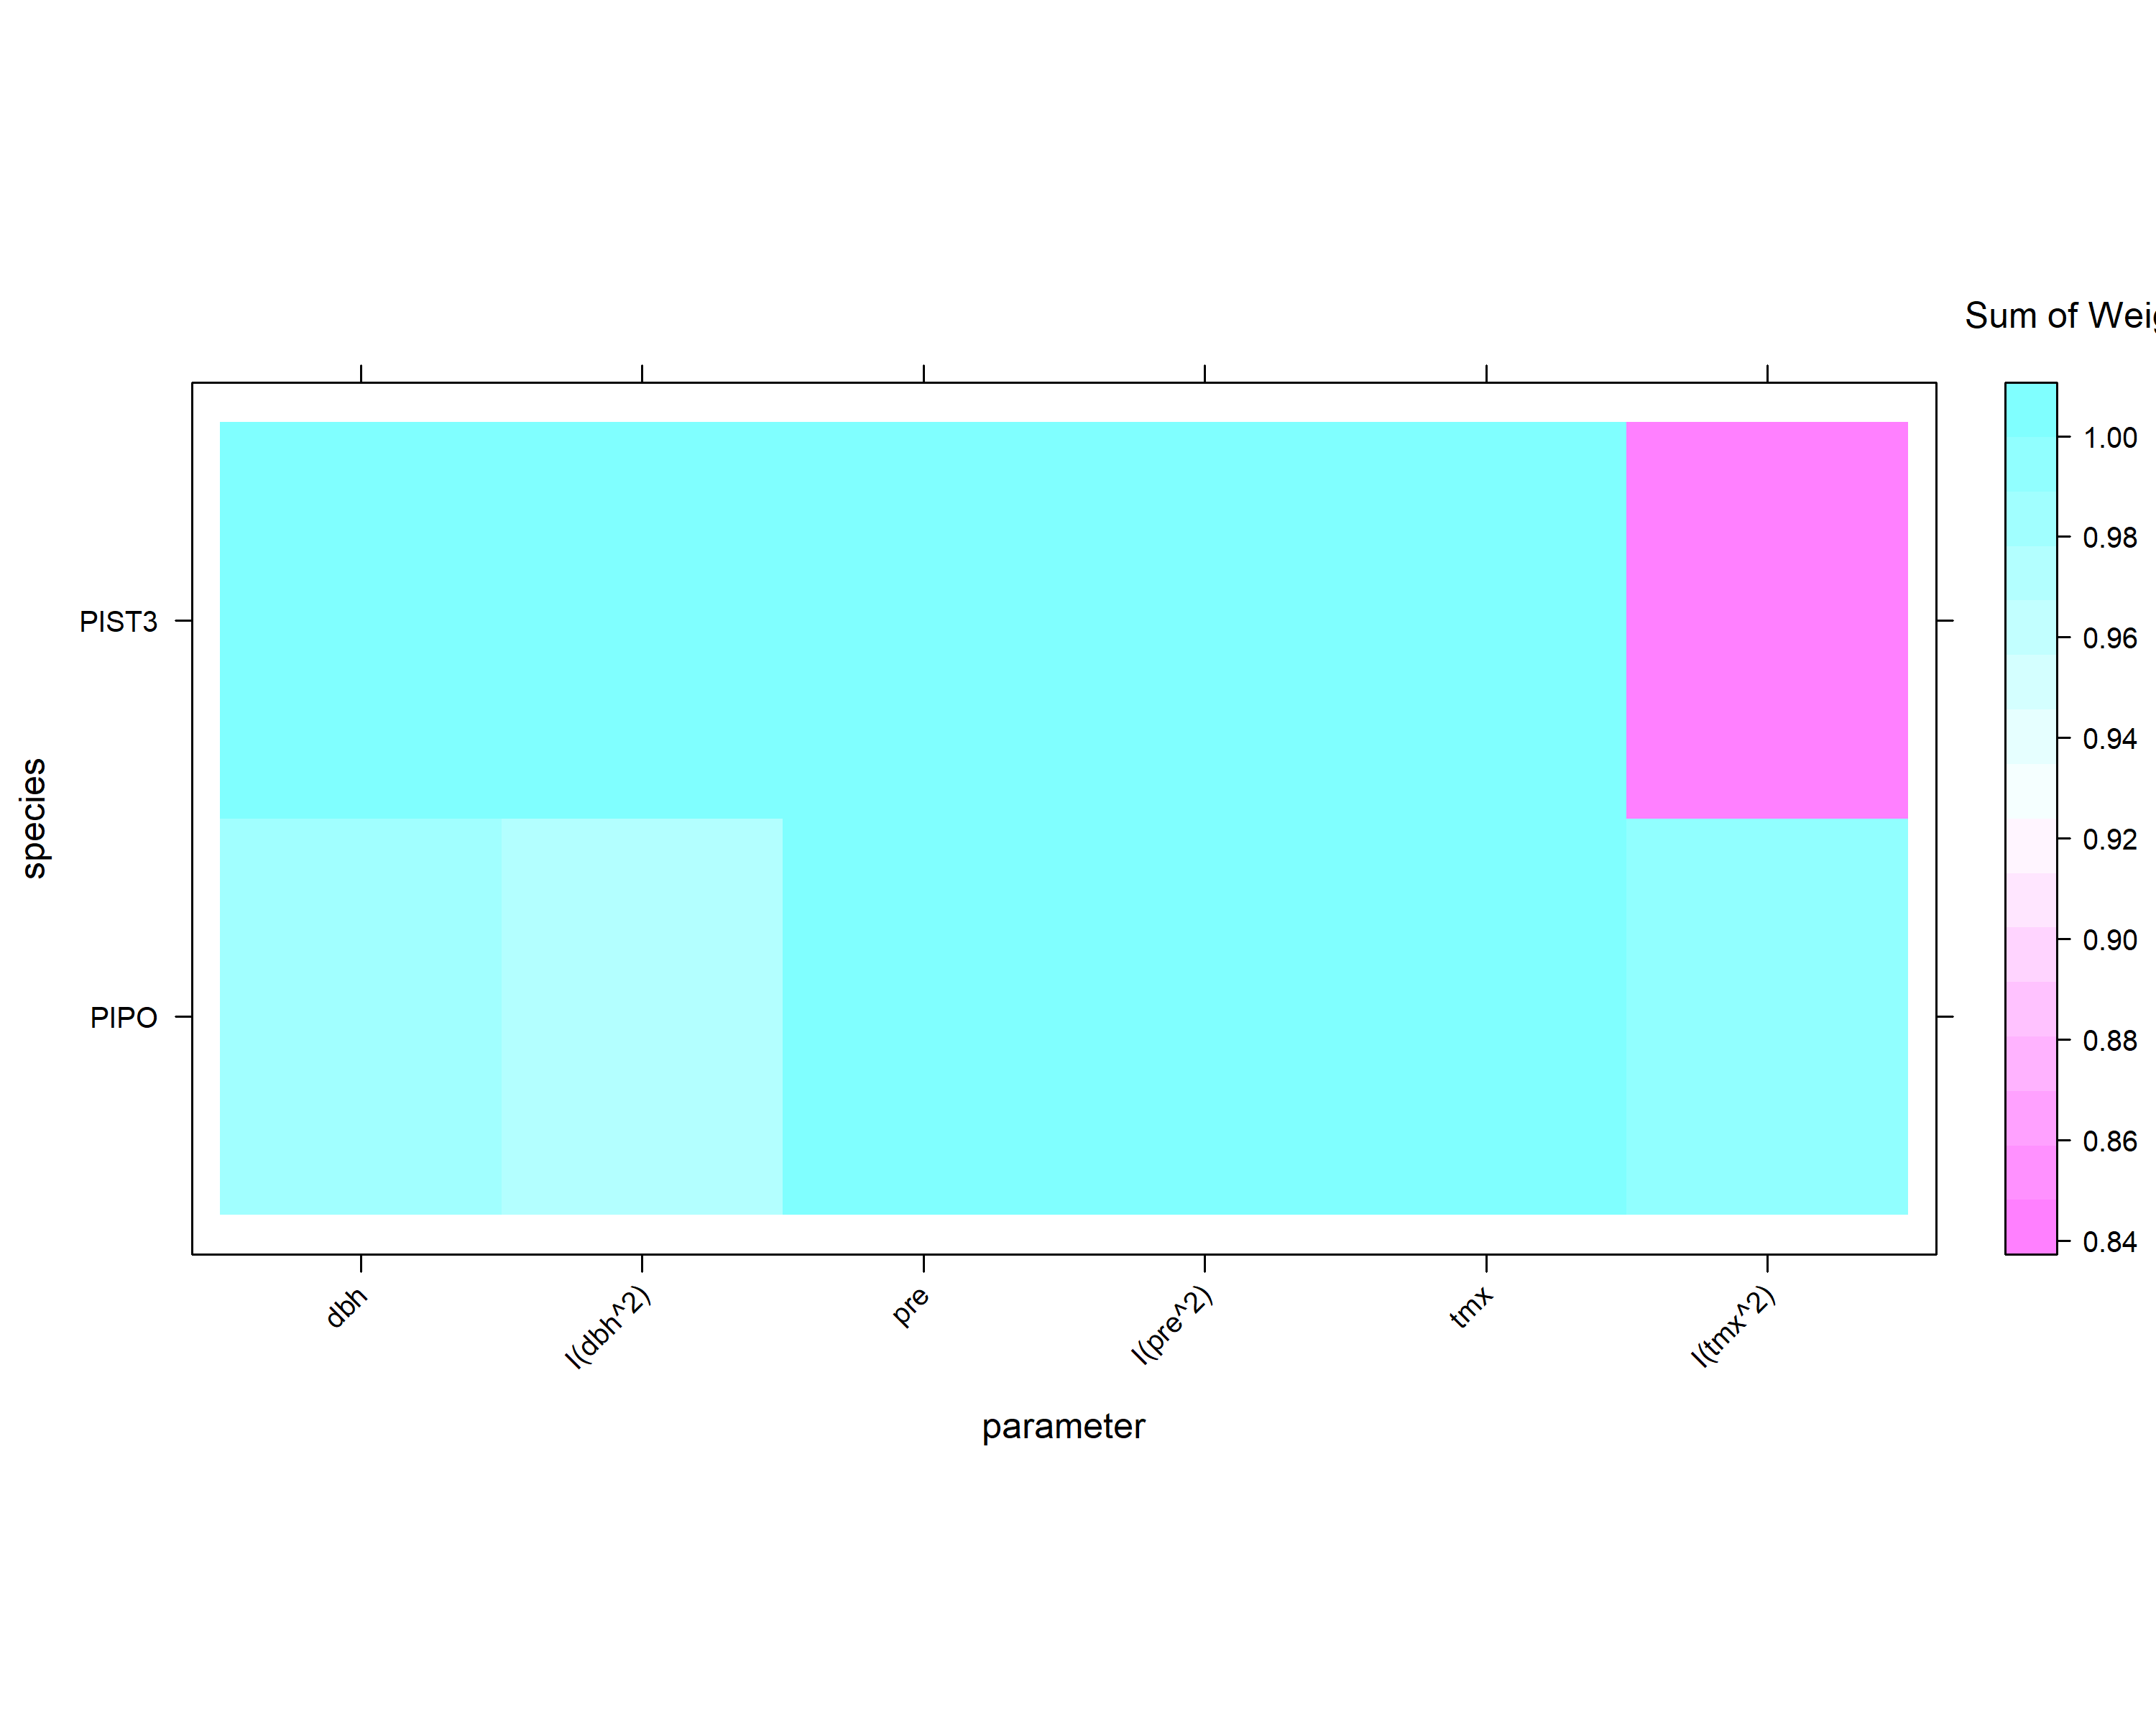 Sum of Weig
1.00
0.98
0.96
0.94
0.92
0.90
0.88
0.86
0.84
PIST3
PIPO
species
dbh
I(dbh^2)
pre
I(pre^2)
tmx
I(tmx^2)
parameter